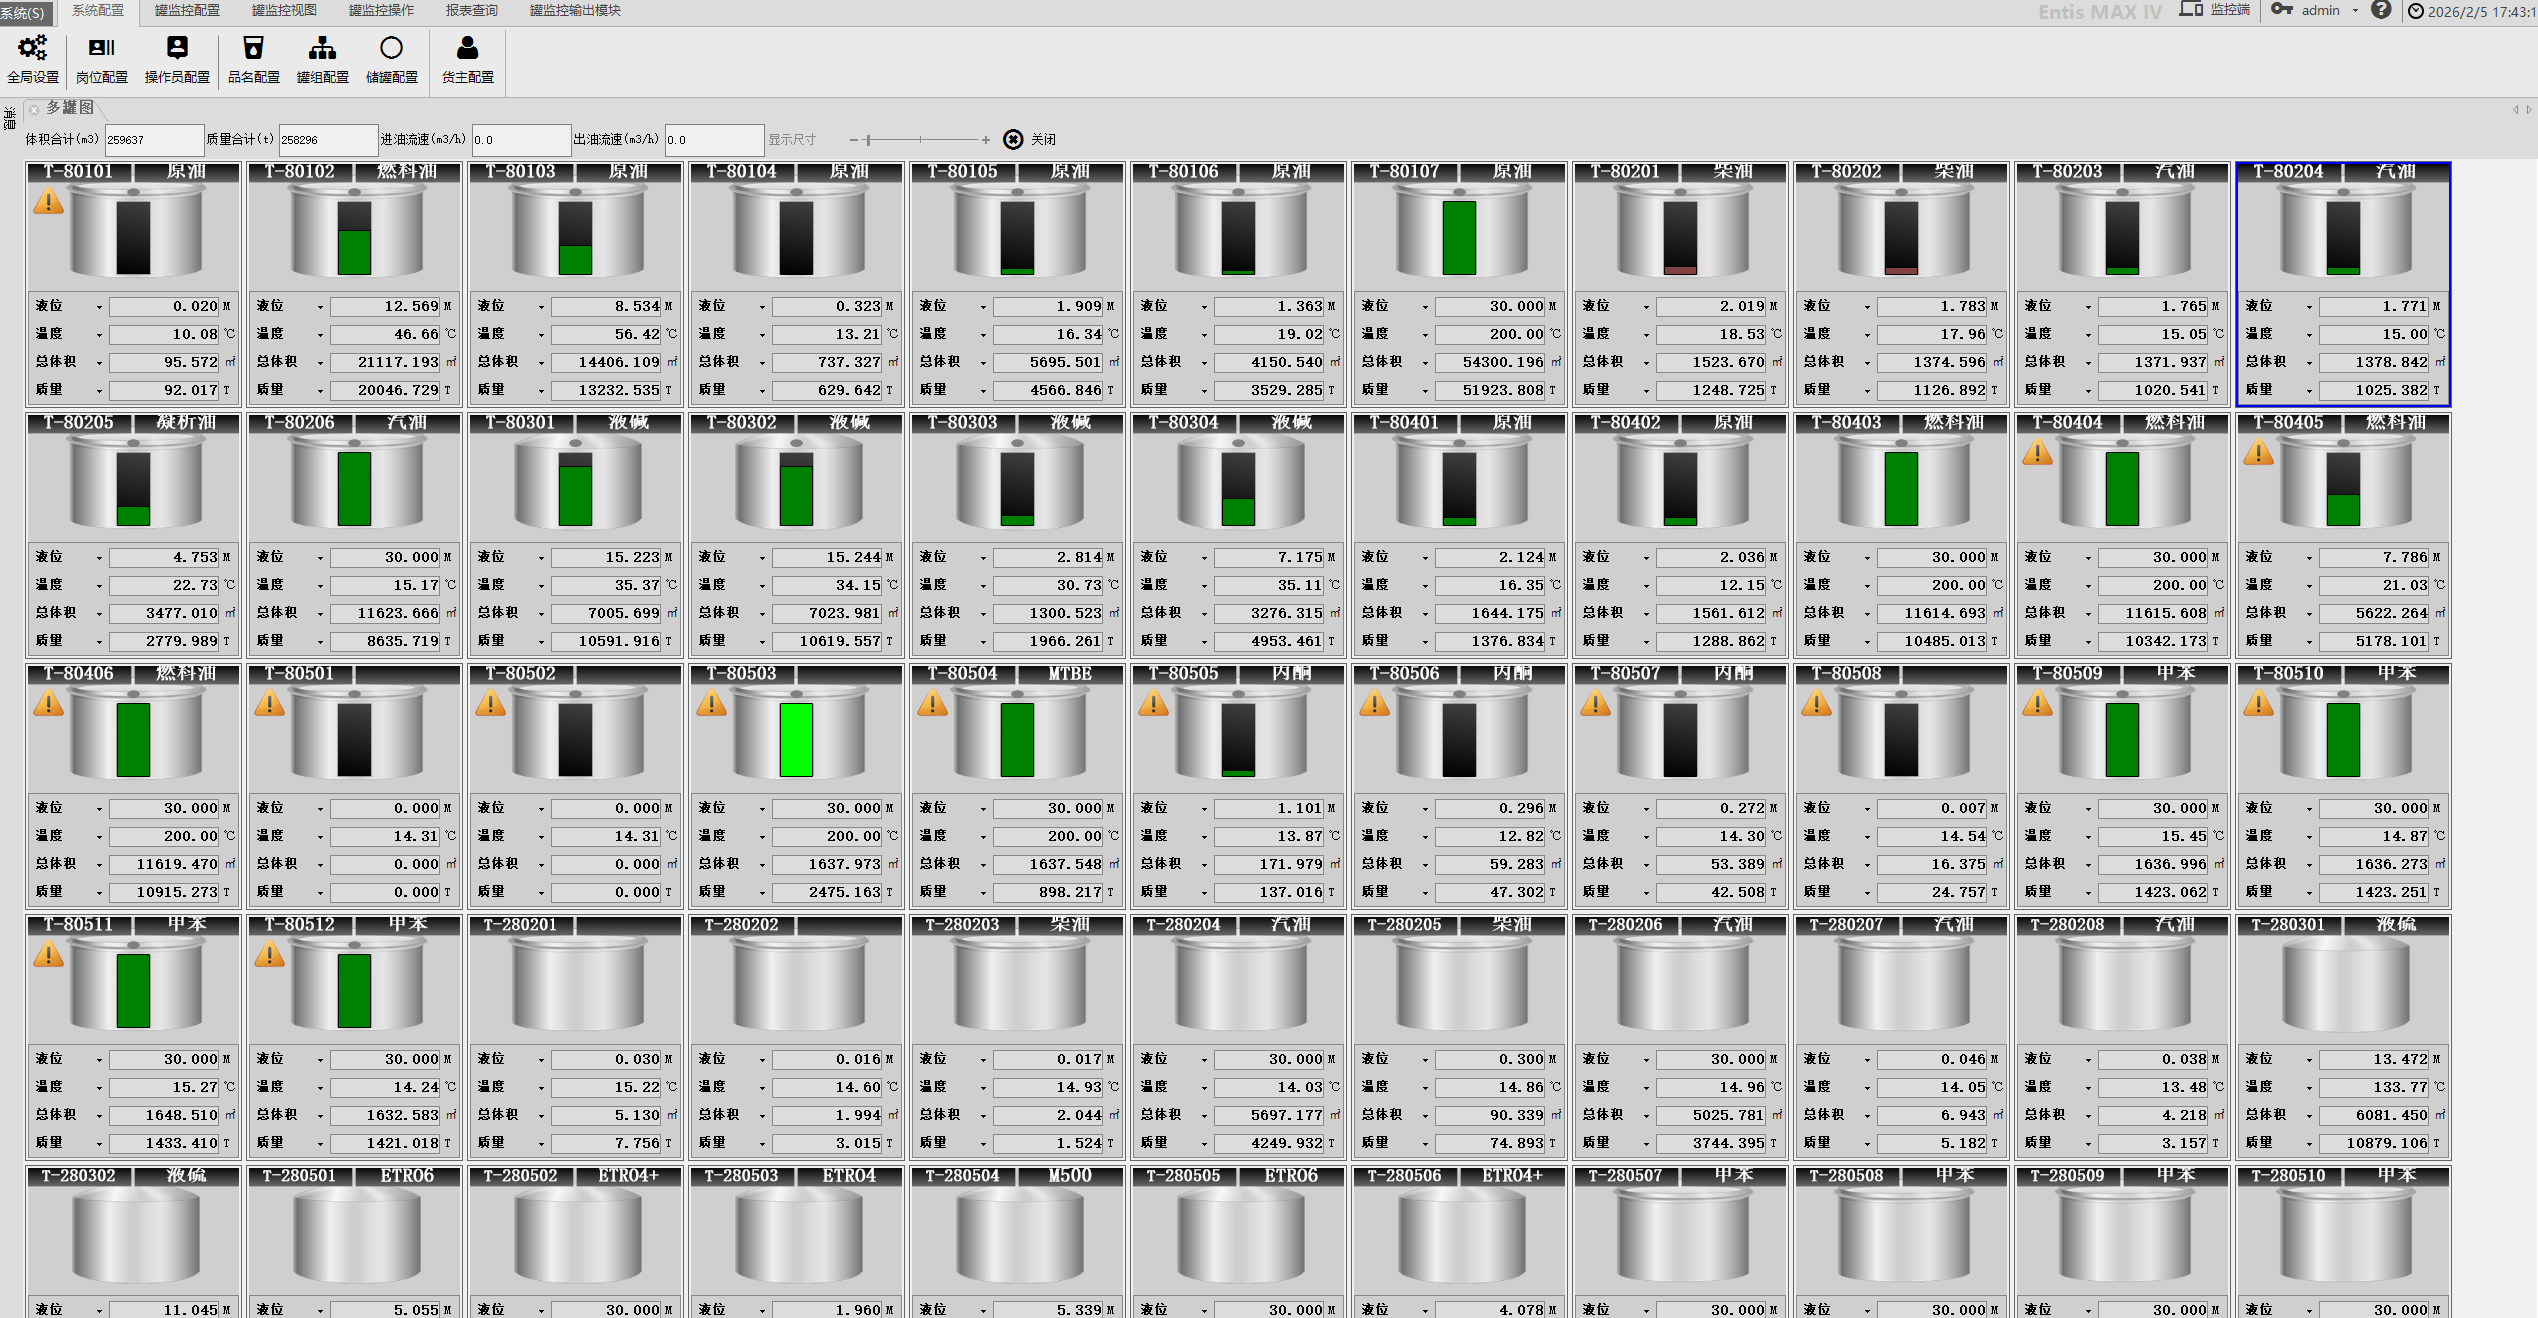 系统(S) 系统配置 罐监控配置 罐监控视图 罐监控操作 报表查询 罐监控输出模块 Entis MAX IV 监控端 admin 2026/2/5 17:43:1
全局设置 岗位配置 操作员配置 品名配置 罐组配置 储罐配置 货主配置
消息 多罐图
体积合计(m3) 259637 质量合计(t) 258296 进油流速(m3/h) 0.0 出油流速(m3/h) 0.0 显示尺寸 关闭
T-80101 原油 T-80102 燃料油 T-80103 原油 T-80104 原油 T-80105 原油 T-80106 原油 T-80107 原油 T-80201 柴油 T-80202 柴油 T-80203 汽油 T-80204 汽油
液位 0.020 M 液位 12.569 M 液位 8.534 M 液位 0.323 M 液位 1.909 M 液位 1.363 M 液位 30.000 M 液位 2.019 M 液位 1.783 M 液位 1.765 M 液位 1.771 M
温度 10.08 ℃ 温度 46.66 ℃ 温度 56.42 ℃ 温度 13.21 ℃ 温度 16.34 ℃ 温度 19.02 ℃ 温度 200.00 ℃ 温度 18.53 ℃ 温度 17.96 ℃ 温度 15.05 ℃ 温度 15.00 ℃
总体积 95.572 ㎥ 总体积 21117.193 ㎥ 总体积 14406.109 ㎥ 总体积 737.327 ㎥ 总体积 5695.501 ㎥ 总体积 4150.540 ㎥ 总体积 54300.196 ㎥ 总体积 1523.670 ㎥ 总体积 1374.596 ㎥ 总体积 1371.937 ㎥ 总体积 1378.842 ㎥
质量 92.017 T 质量 20046.729 T 质量 13232.535 T 质量 629.642 T 质量 4566.846 T 质量 3529.285 T 质量 51923.808 T 质量 1248.725 T 质量 1126.892 T 质量 1020.541 T 质量 1025.382 T
T-80205 凝析油 T-80206 汽油 T-80301 液碱 T-80302 液碱 T-80303 液碱 T-80304 液碱 T-80401 原油 T-80402 原油 T-80403 燃料油 T-80404 燃料油 T-80405 燃料油
液位 4.753 M 液位 30.000 M 液位 15.223 M 液位 15.244 M 液位 2.814 M 液位 7.175 M 液位 2.124 M 液位 2.036 M 液位 30.000 M 液位 30.000 M 液位 7.786 M
温度 22.73 ℃ 温度 15.17 ℃ 温度 35.37 ℃ 温度 34.15 ℃ 温度 30.73 ℃ 温度 35.11 ℃ 温度 16.35 ℃ 温度 12.15 ℃ 温度 200.00 ℃ 温度 200.00 ℃ 温度 21.03 ℃
总体积 3477.010 ㎥ 总体积 11623.666 ㎥ 总体积 7005.699 ㎥ 总体积 7023.981 ㎥ 总体积 1300.523 ㎥ 总体积 3276.315 ㎥ 总体积 1644.175 ㎥ 总体积 1561.612 ㎥ 总体积 11614.693 ㎥ 总体积 11615.608 ㎥ 总体积 5622.264 ㎥
质量 2779.989 T 质量 8635.719 T 质量 10591.916 T 质量 10619.557 T 质量 1966.261 T 质量 4953.461 T 质量 1376.834 T 质量 1288.862 T 质量 10485.013 T 质量 10342.173 T 质量 5178.101 T
T-80406 燃料油 T-80501 T-80502 T-80503 T-80504 MTBE T-80505 丙酮 T-80506 丙酮 T-80507 丙酮 T-80508 T-80509 甲苯 T-80510 甲苯
液位 30.000 M 液位 0.000 M 液位 0.000 M 液位 30.000 M 液位 30.000 M 液位 1.101 M 液位 0.296 M 液位 0.272 M 液位 0.007 M 液位 30.000 M 液位 30.000 M
温度 200.00 ℃ 温度 14.31 ℃ 温度 14.31 ℃ 温度 200.00 ℃ 温度 200.00 ℃ 温度 13.87 ℃ 温度 12.82 ℃ 温度 14.30 ℃ 温度 14.54 ℃ 温度 15.45 ℃ 温度 14.87 ℃
总体积 11619.470 ㎥ 总体积 0.000 ㎥ 总体积 0.000 ㎥ 总体积 1637.973 ㎥ 总体积 1637.548 ㎥ 总体积 171.979 ㎥ 总体积 59.283 ㎥ 总体积 53.389 ㎥ 总体积 16.375 ㎥ 总体积 1636.996 ㎥ 总体积 1636.273 ㎥
质量 10915.273 T 质量 0.000 T 质量 0.000 T 质量 2475.163 T 质量 898.217 T 质量 137.016 T 质量 47.302 T 质量 42.508 T 质量 24.757 T 质量 1423.062 T 质量 1423.251 T
T-80511 甲苯 T-80512 甲苯 T-280201 T-280202 T-280203 柴油 T-280204 汽油 T-280205 柴油 T-280206 汽油 T-280207 汽油 T-280208 汽油 T-280301 液硫
液位 30.000 M 液位 30.000 M 液位 0.030 M 液位 0.016 M 液位 0.017 M 液位 30.000 M 液位 0.300 M 液位 30.000 M 液位 0.046 M 液位 0.038 M 液位 13.472 M
温度 15.27 ℃ 温度 14.24 ℃ 温度 15.22 ℃ 温度 14.60 ℃ 温度 14.93 ℃ 温度 14.03 ℃ 温度 14.86 ℃ 温度 14.96 ℃ 温度 14.05 ℃ 温度 13.48 ℃ 温度 133.77 ℃
总体积 1648.510 ㎥ 总体积 1632.583 ㎥ 总体积 5.130 ㎥ 总体积 1.994 ㎥ 总体积 2.044 ㎥ 总体积 5697.177 ㎥ 总体积 90.339 ㎥ 总体积 5025.781 ㎥ 总体积 6.943 ㎥ 总体积 4.218 ㎥ 总体积 6081.450 ㎥
质量 1433.410 T 质量 1421.018 T 质量 7.756 T 质量 3.015 T 质量 1.524 T 质量 4249.932 T 质量 74.893 T 质量 3744.395 T 质量 5.182 T 质量 3.157 T 质量 10879.106 T
T-280302 液硫 T-280501 ETRO6 T-280502 ETRO4+ T-280503 ETRO4 T-280504 M500 T-280505 ETRO6 T-280506 ETRO4+ T-280507 甲苯 T-280508 甲苯 T-280509 甲苯 T-280510 甲苯
液位 11.045 M 液位 5.055 M 液位 30.000 M 液位 1.960 M 液位 5.339 M 液位 30.000 M 液位 4.078 M 液位 30.000 M 液位 30.000 M 液位 30.000 M 液位 30.000 M